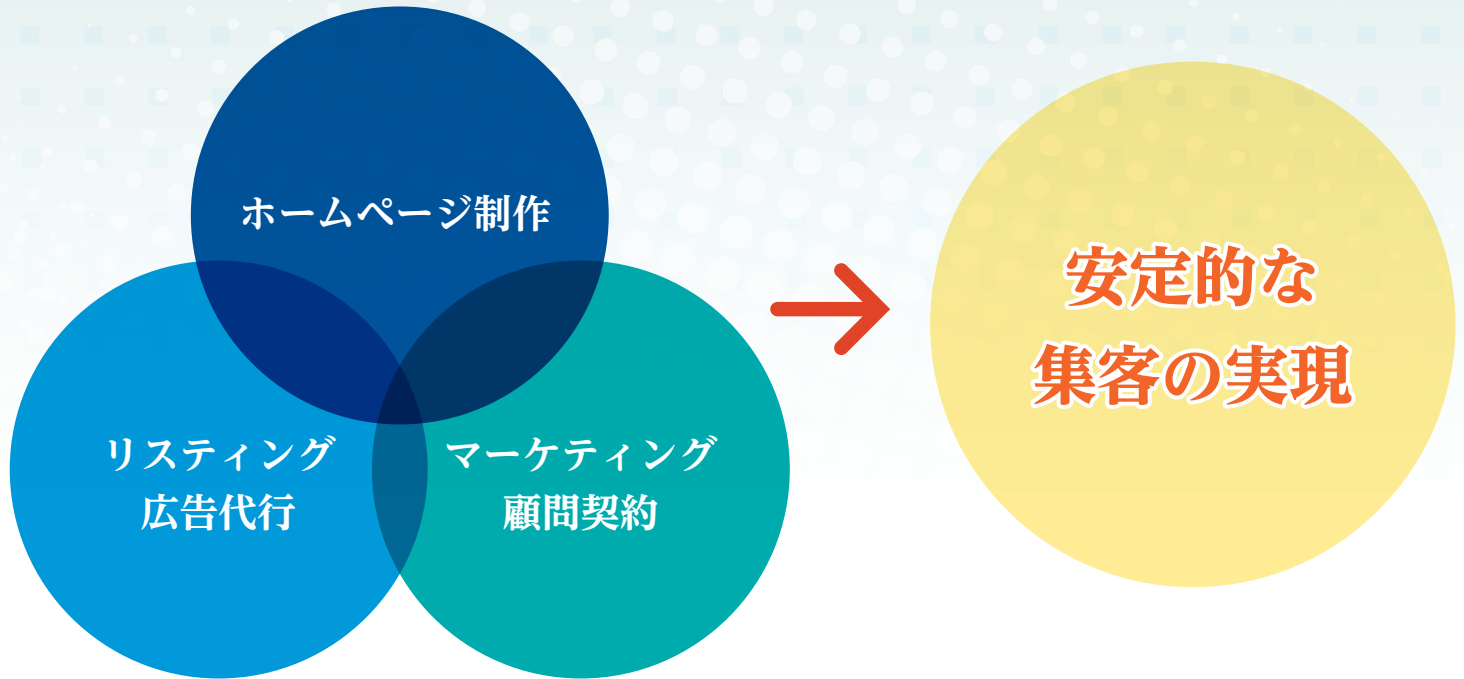 ホームページ制作
リスティング
広告代行
マーケティング
顧問契約
安定的な
集客の実現